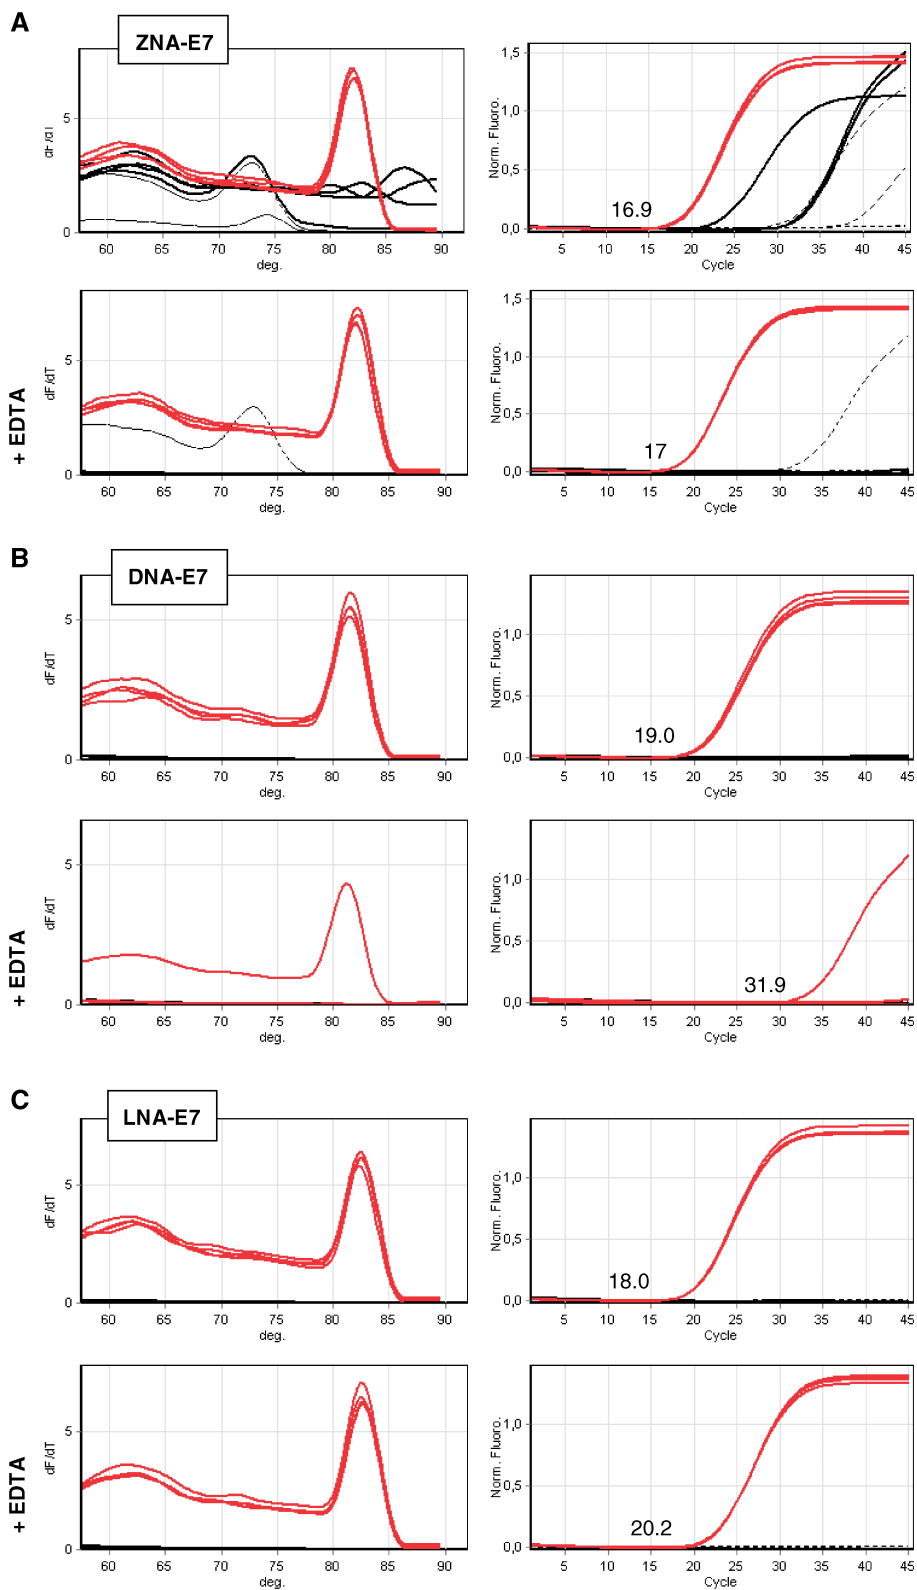 A
ZNA-E7
dF/dT
5
0
60 65 70 75 80 85 90
deg.
Norm. Fluoro.
1,5
1,0
0,5
0,0
16.9
5 10 15 20 25 30 35 40 45
Cycle
+ EDTA
dF/dT
5
0
60 65 70 75 80 85 90
deg.
Norm. Fluoro.
1,5
1,0
0,5
0,0
17
5 10 15 20 25 30 35 40 45
Cycle
B
DNA-E7
dF/dT
5
0
60 65 70 75 80 85 90
deg.
Norm. Fluoro.
1,0
0,5
0,0
19.0
5 10 15 20 25 30 35 40 45
Cycle
+ EDTA
dF/dT
5
0
60 65 70 75 80 85 90
deg.
Norm. Fluoro.
1,0
0,5
0,0
31.9
5 10 15 20 25 30 35 40 45
Cycle
C
LNA-E7
dF/dT
5
0
60 65 70 75 80 85 90
deg.
Norm. Fluoro.
1,0
0,5
0,0
18.0
5 10 15 20 25 30 35 40 45
Cycle
+ EDTA
dF/dT
5
0
60 65 70 75 80 85 90
deg.
Norm. Fluoro.
1,0
0,5
0,0
20.2
5 10 15 20 25 30 35 40 45
Cycle